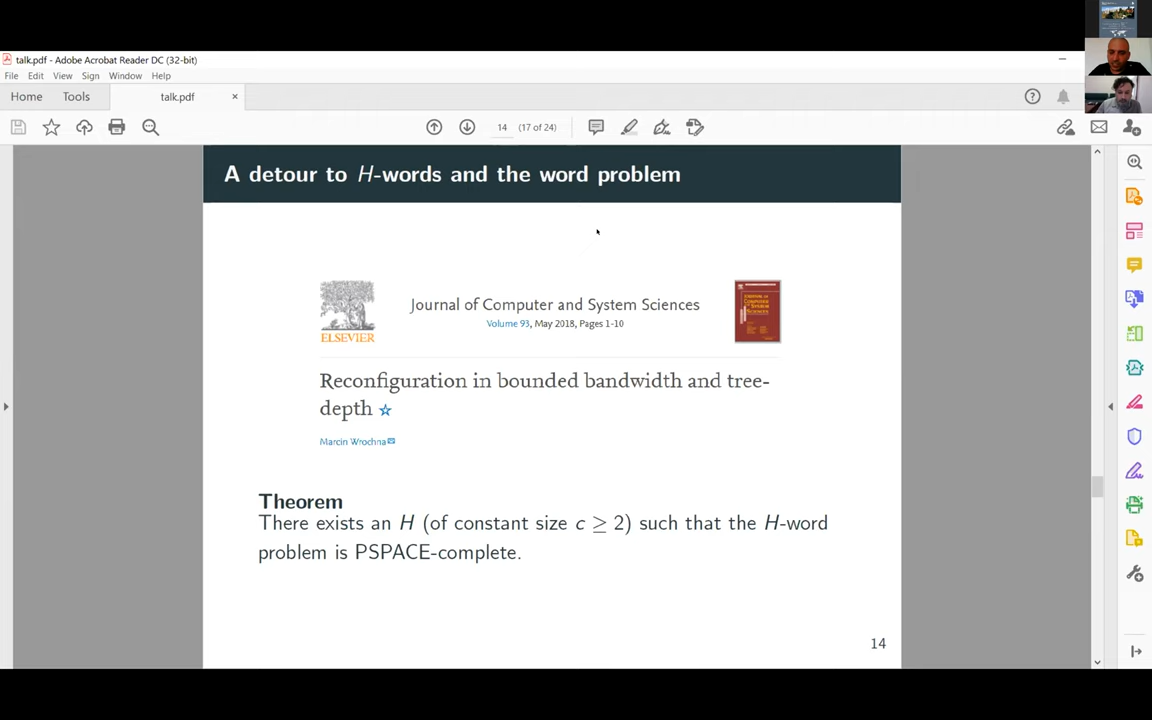 talk.pdf - Adobe Acrobat Reader DC (32-bit)
File Edit View Sign Window Help
Home Tools talk.pdf ×
14 (17 of 24)
A detour to H-words and the word problem
ELSEVIER
Journal of Computer and System Sciences
Volume 93, May 2018, Pages 1-10
Reconfiguration in bounded bandwidth and tree-
depth ☆
Marcin Wrochna
Theorem
There exists an H (of constant size c ≥ 2) such that the H-word
problem is PSPACE-complete.
14